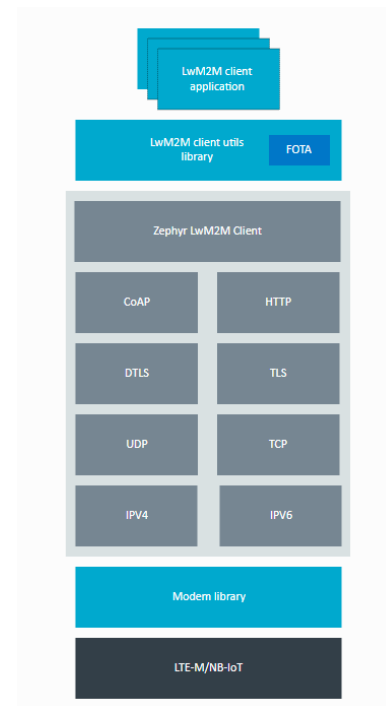 LwM2M client
application
LwM2M client utils
library
FOTA
Zephyr LwM2M Client
CoAP
HTTP
DTLS
TLS
UDP
TCP
IPV4
IPV6
Modem library
LTE-M/NB-IoT